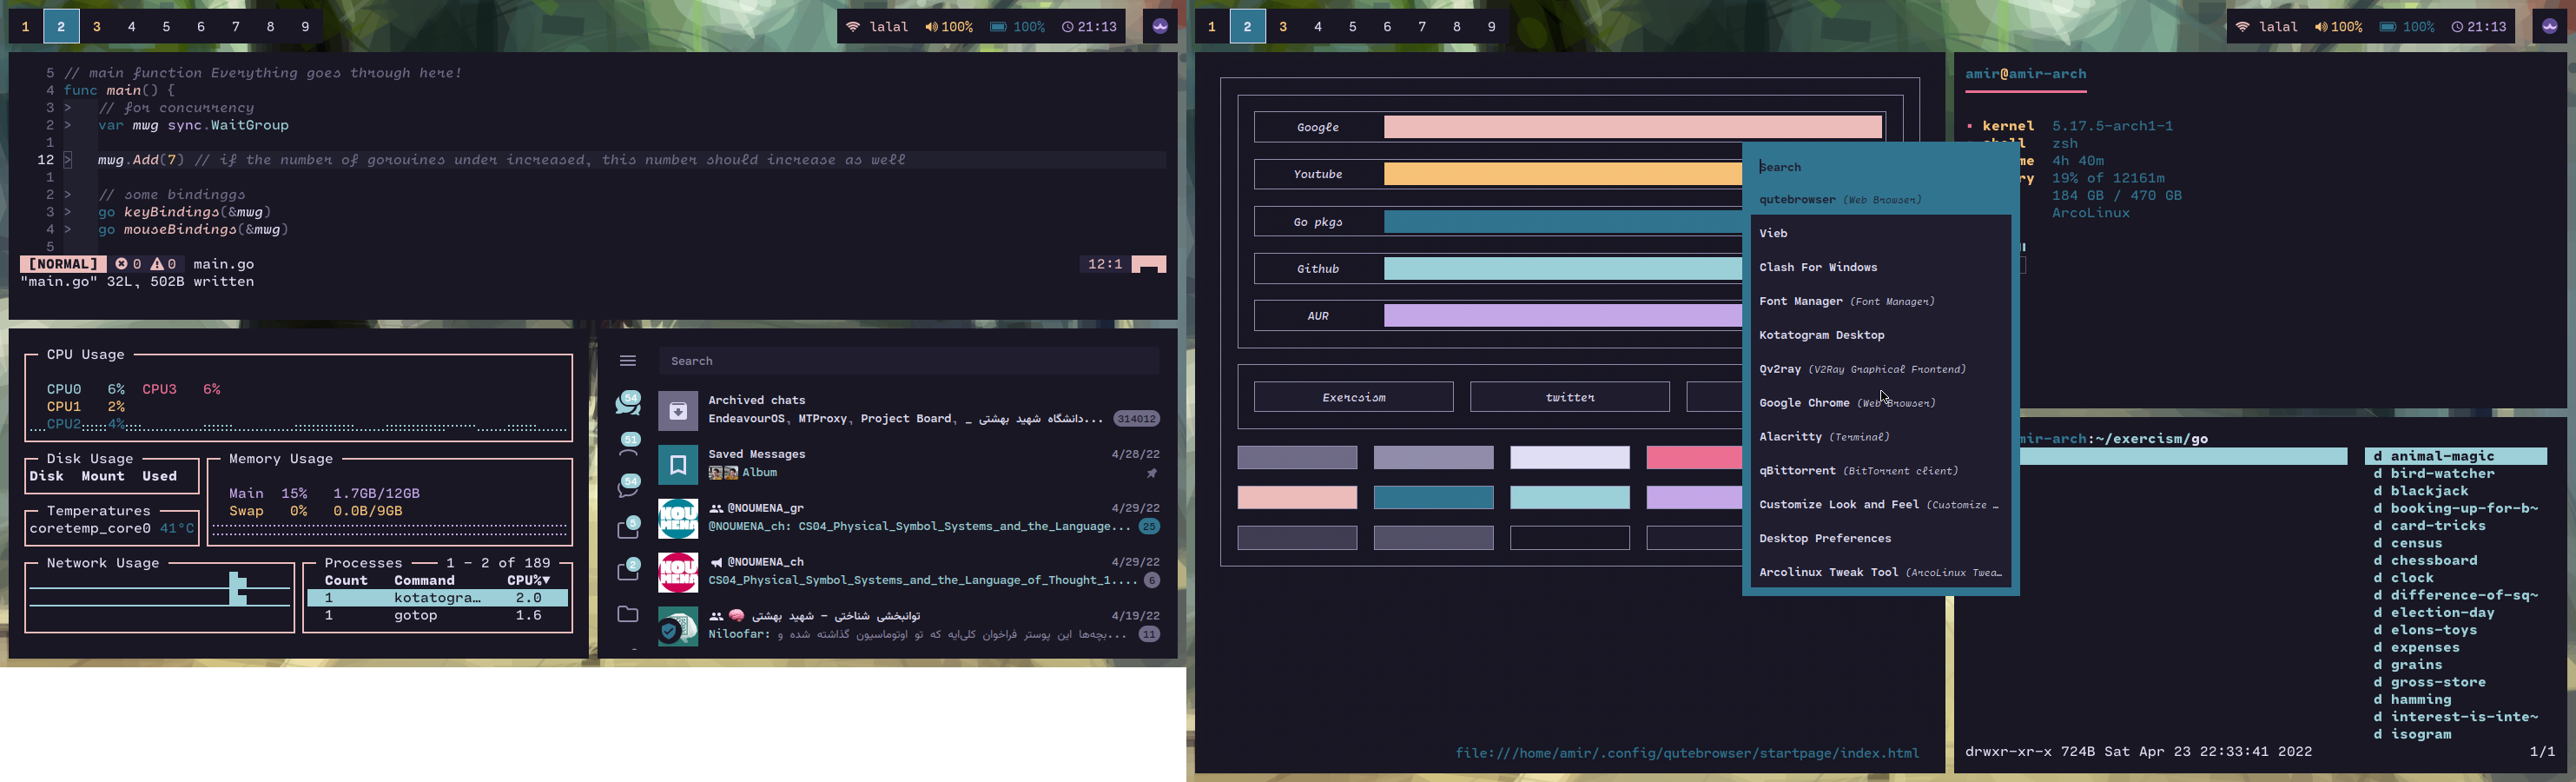 1 2 3 4 5 6 7 8 9
lalal 100% 100% 21:13
5 // main function Everything goes through here!
4 func main() {
3 > // for concurrency
2 > var mwg sync.WaitGroup
1
12 > mwg.Add(7) // if the number of gorouines under increased, this number should increase as well
1
2 > // some bindinggs
3 > go keyBindings(&mwg)
4 > go mouseBindings(&mwg)
5
[NORMAL] 0 0 main.go 12:1
"main.go" 32L, 502B written
CPU Usage
CPU0 6% CPU3 6%
CPU1 2%
CPU2 4%
Disk Usage
Disk Mount Used
Temperatures
coretemp_core0 41°C
Memory Usage
Main 15% 1.7GB/12GB
Swap 0% 0.0B/9GB
Network Usage
Processes 1 - 2 of 189
Count Command CPU%▼
1 kotatogra… 2.0
1 gotop 1.6
Search
54
51
54
5
2
Archived chats
EndeavourOS, MTProxy, Project Board, _ دانشگاه شهید بهشتی... 314012
Saved Messages 4/28/22
Album
@NOUMENA_gr 4/29/22
@NOUMENA_ch: CS04_Physical_Symbol_Systems_and_the_Language... 25
@NOUMENA_ch 4/29/22
CS04_Physical_Symbol_Systems_and_the_Language_of_Thought_1.... 6
توانبخشی شناختی - شهید بهشتی 4/19/22
Niloofar: بچه‌ها این پوستر فراخوان کلی‌ایه که تو اوتوماسیون گذاشته شده و... 11
NOU
MENA
NOU
MENA
1 2 3 4 5 6 7 8 9
lalal 100% 100% 21:13
Google
Youtube
Go pkgs
Github
AUR
Exercsism twitter
file:///home/amir/.config/qutebrowser/startpage/index.html
Search
qutebrowser (Web Browser)
Vieb
Clash For Windows
Font Manager (Font Manager)
Kotatogram Desktop
Qv2ray (V2Ray Graphical Frontend)
Google Chrome (Web Browser)
Alacritty (Terminal)
qBittorrent (BitTorrent client)
Customize Look and Feel (Customize …
Desktop Preferences
Arcolinux Tweak Tool (ArcoLinux Twea…
amir@amir-arch
kernel 5.17.5-arch1-1
zsh
me 4h 40m
ry 19% of 12161m
184 GB / 470 GB
ArcoLinux
mir-arch:~/exercism/go
d animal-magic
d bird-watcher
d blackjack
d booking-up-for-b~
d card-tricks
d census
d chessboard
d clock
d difference-of-sq~
d election-day
d elons-toys
d expenses
d grains
d gross-store
d hamming
d interest-is-inte~
d isogram
drwxr-xr-x 724B Sat Apr 23 22:33:41 2022 1/1